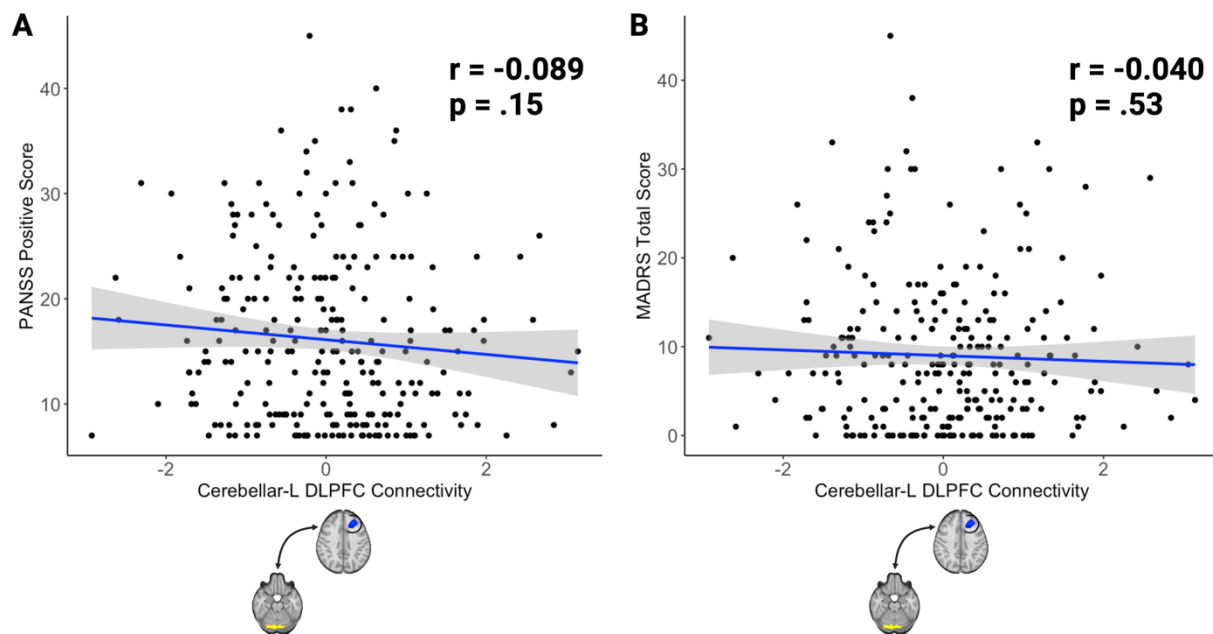 A
r = -0.089
p = .15
PANSS Positive Score
40
30
20
10
-2
0
2
Cerebellar-L DLPFC Connectivity
B
r = -0.040
p = .53
MADRS Total Score
40
30
20
10
0
-2
0
2
Cerebellar-L DLPFC Connectivity